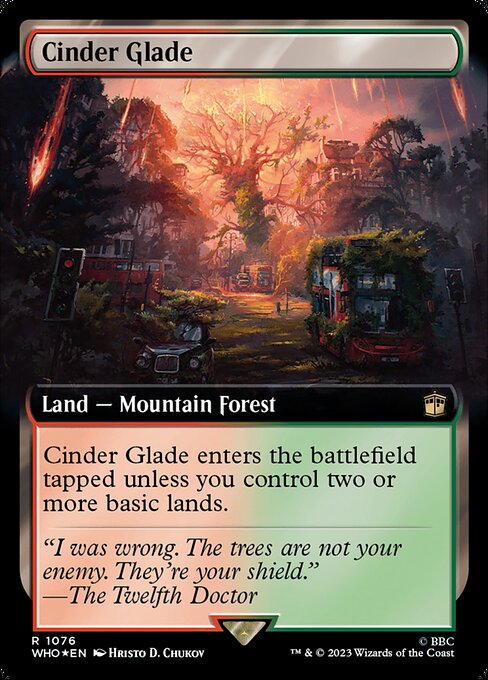 Cinder Glade
Land — Mountain Forest
Cinder Glade enters the battlefield
tapped unless you control two or
more basic lands.
“I was wrong. The trees are not your
enemy. They’re your shield.”
—The Twelfth Doctor
R 1076
WHO★EN Hristo D. Chukov
© BBC
™ & © 2023 Wizards of the Coast